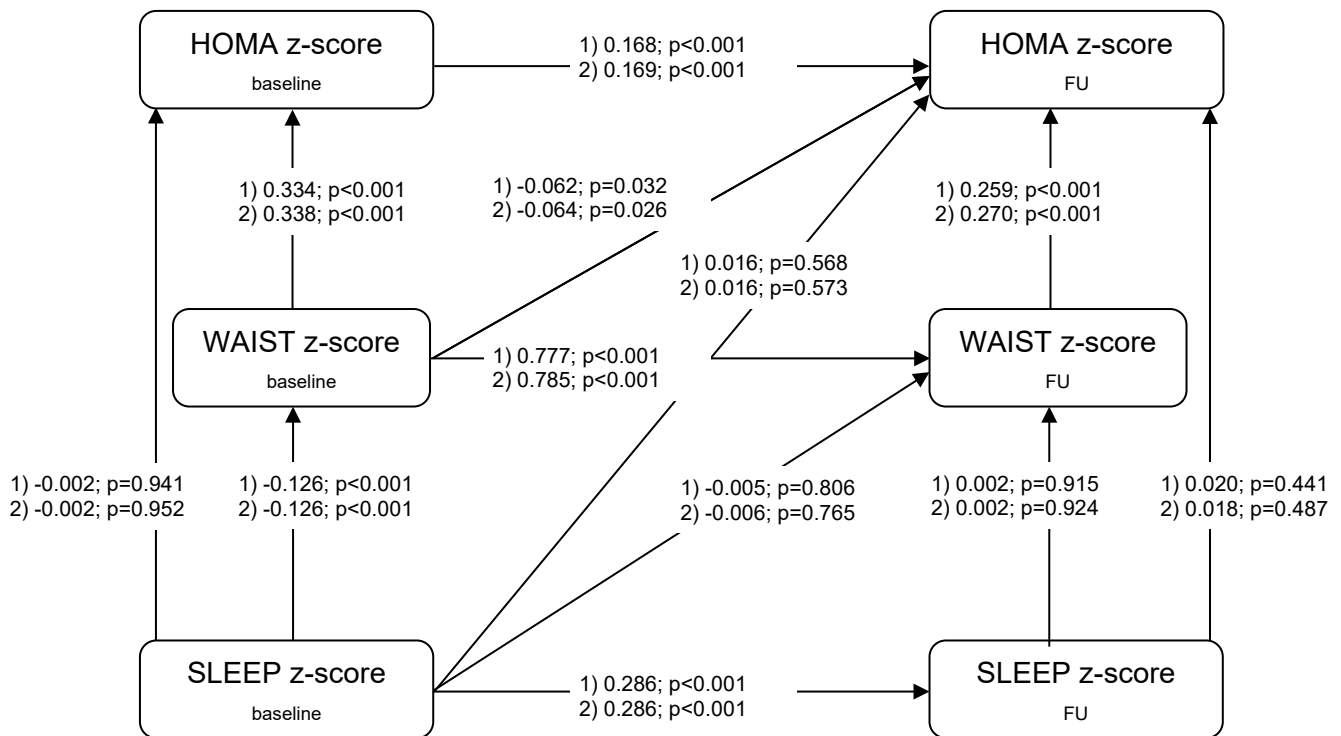 HOMA z-score
baseline
1) 0.168; p<0.001
2) 0.169; p<0.001
HOMA z-score
FU
1) 0.334; p<0.001
2) 0.338; p<0.001
1) -0.062; p=0.032
2) -0.064; p=0.026
1) 0.259; p<0.001
2) 0.270; p<0.001
1) 0.016; p=0.568
2) 0.016; p=0.573
WAIST z-score
baseline
1) 0.777; p<0.001
2) 0.785; p<0.001
WAIST z-score
FU
1) -0.002; p=0.941
2) -0.002; p=0.952
1) -0.126; p<0.001
2) -0.126; p<0.001
1) -0.005; p=0.806
2) -0.006; p=0.765
1) 0.002; p=0.915
2) 0.002; p=0.924
1) 0.020; p=0.441
2) 0.018; p=0.487
SLEEP z-score
baseline
1) 0.286; p<0.001
2) 0.286; p<0.001
SLEEP z-score
FU